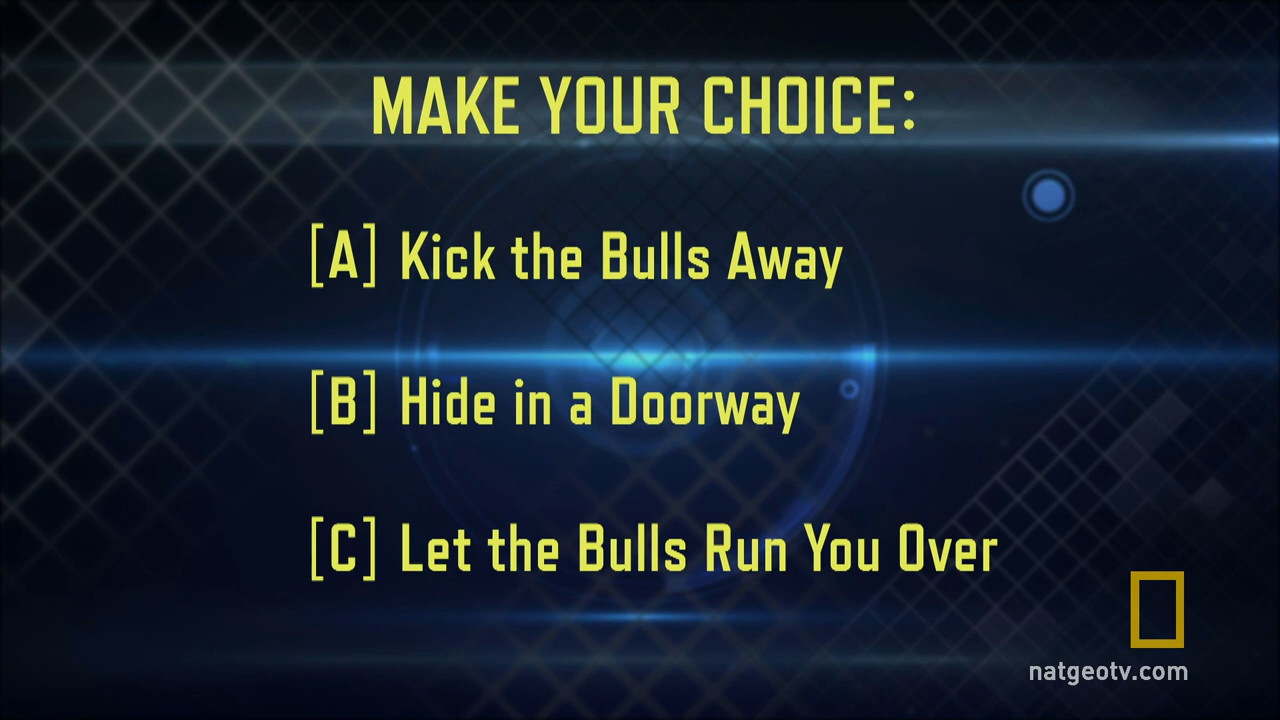 MAKE YOUR CHOICE:
[A] Kick the Bulls Away
[B] Hide in a Doorway
[C] Let the Bulls Run You Over
natgeotv.com